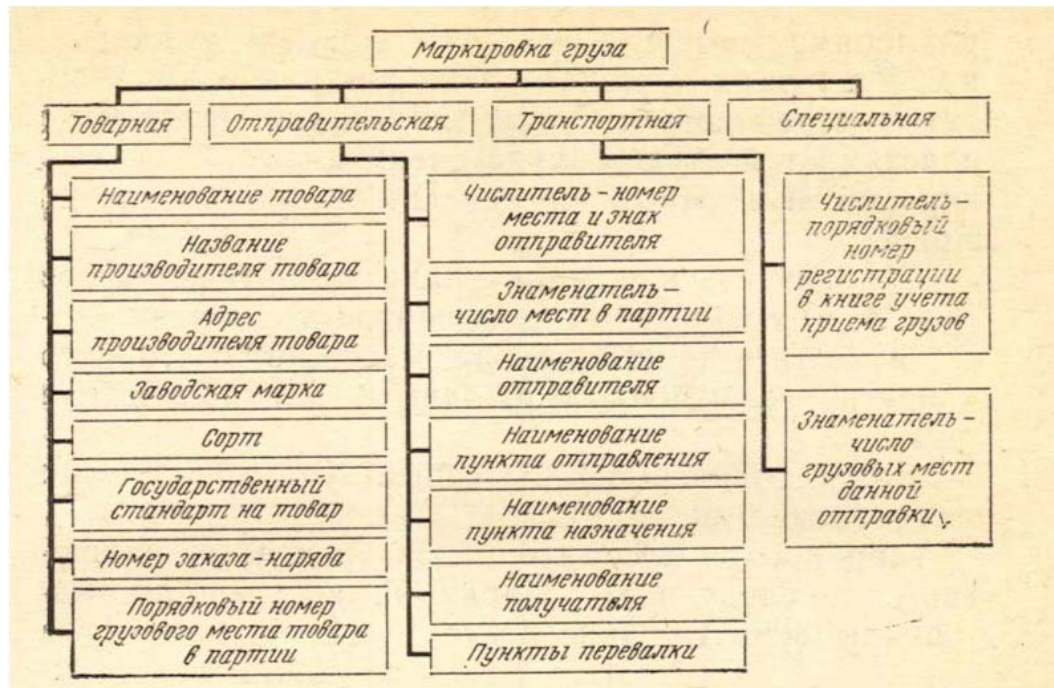 Маркировка груза
Товарная
Отправительская
Транспортная
Специальная
Наименование товара
Название
производителя товара
Адрес
производителя товара
Заводская марка
Сорт
Государственный
стандарт на товар
Номер заказа-наряда
Порядковый номер
грузового места товара
в партии
Числитель – номер
места и знак
отправителя
Знаменатель –
число мест в партии
Наименование
отправителя
Наименование
пункта отправления
Наименование
пункта назначения
Наименование
получателя
Пункты перевалки
Числитель –
порядковый
номер
регистрации
в книге учета
приема грузов
Знаменатель –
число
грузовых мест
данной
отправки